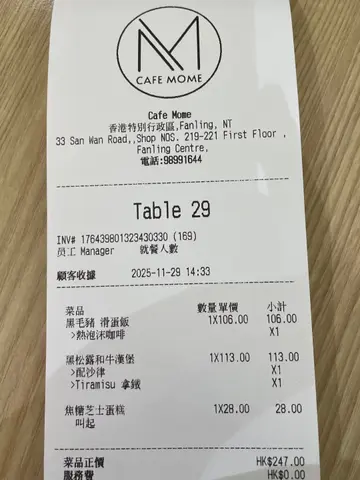 CAFE MOME
Cafe Mome
香港特別行政區,Fanling, NT
33 San Wan Road,,Shop NOS. 219-221 First Floor ,
Fanling Centre,
電話:98991644
Table 29
INV# 176439801323430330 (169)
員工 Manager 就餐人數
顧客收據 2025-11-29 14:33
菜品 數量單價 小計
黑毛豬 滑蛋飯 1X106.00 106.00
>熱泡沫咖啡 X1
黑松露和牛漢堡 1X113.00 113.00
>配沙律 X1
>Tiramisu 拿鐵 X1
焦糖芝士蛋糕 1X28.00 28.00
叫起
菜品正價 HK$247.00
服務費 HK$0.00